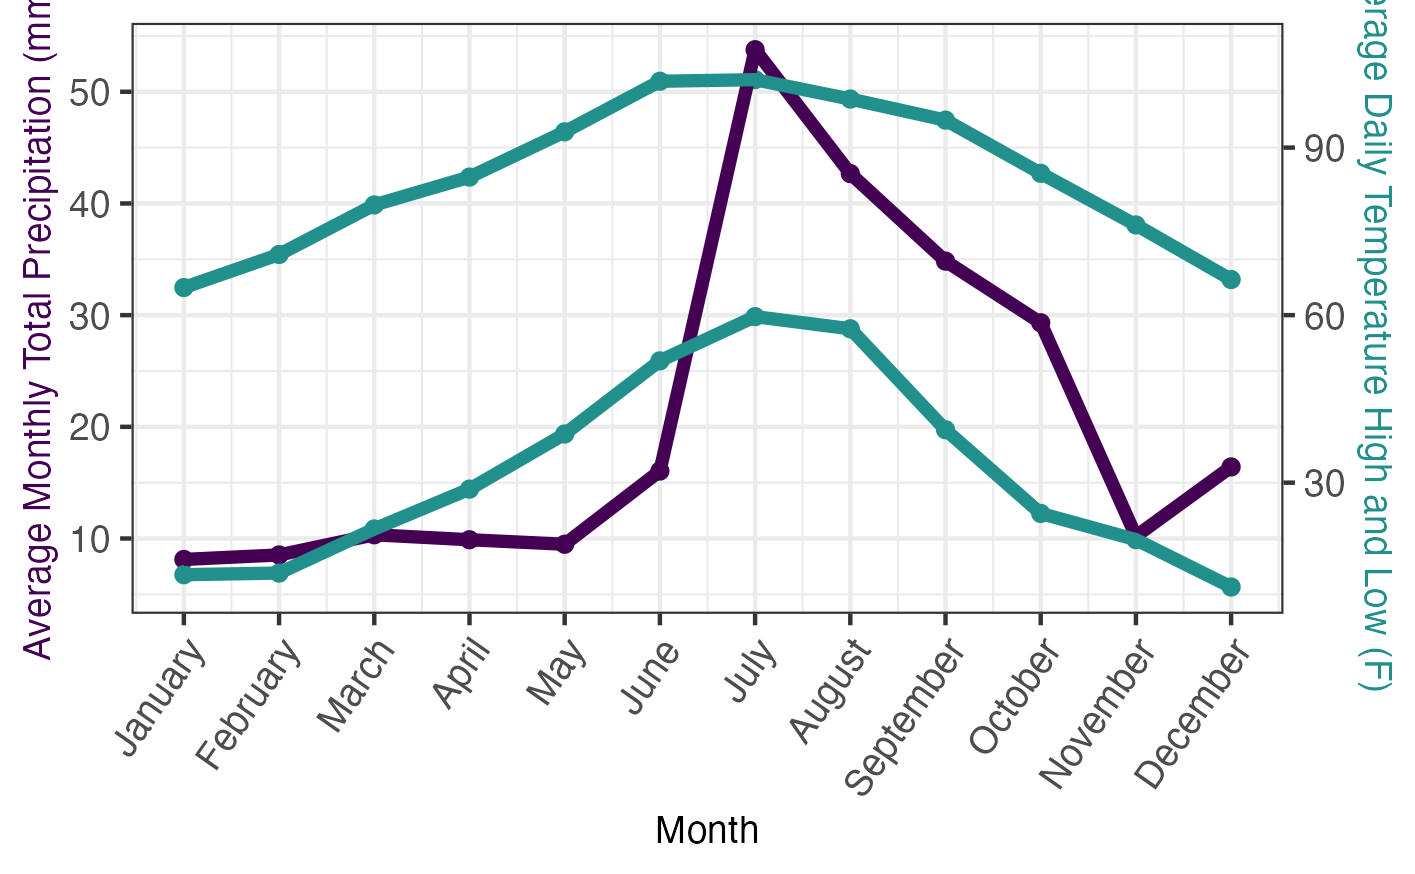 Average Monthly Total Precipitation (mm
50
40
30
20
10
90
60
30
Daily Temperature High and Low (F)
January
February
March
April
May
June
July
August
September
October
November
December
Month